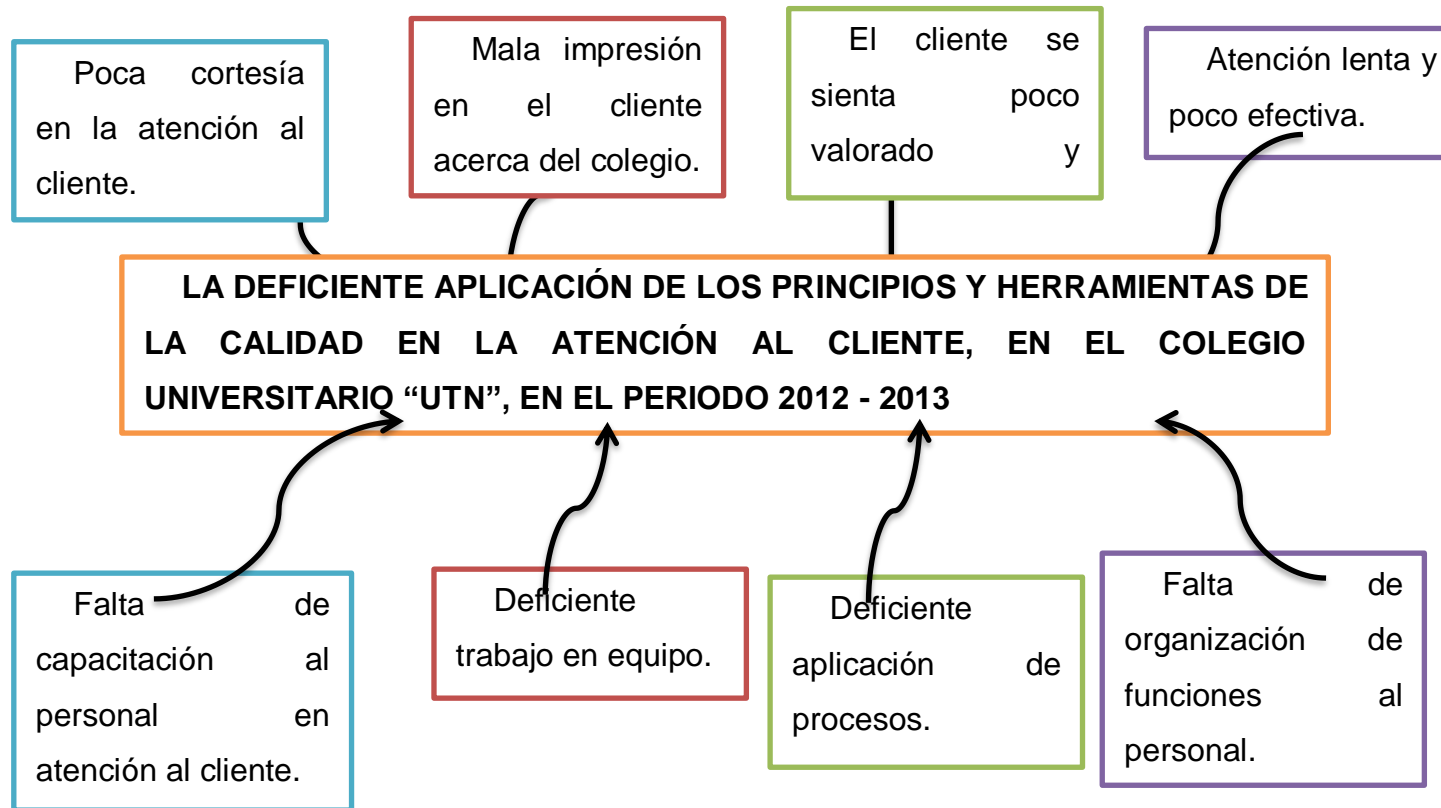 Poca cortesía
en la atención al
cliente.
Mala impresión
en el cliente
acerca del colegio.
El cliente se
sienta poco
valorado y
Atención lenta y
poco efectiva.
LA DEFICIENTE APLICACIÓN DE LOS PRINCIPIOS Y HERRAMIENTAS DE
LA CALIDAD EN LA ATENCIÓN AL CLIENTE, EN EL COLEGIO
UNIVERSITARIO “UTN”, EN EL PERIODO 2012 - 2013
Falta de
capacitación al
personal en
atención al cliente.
Deficiente
trabajo en equipo.
Deficiente
aplicación de
procesos.
Falta de
organización de
funciones al
personal.